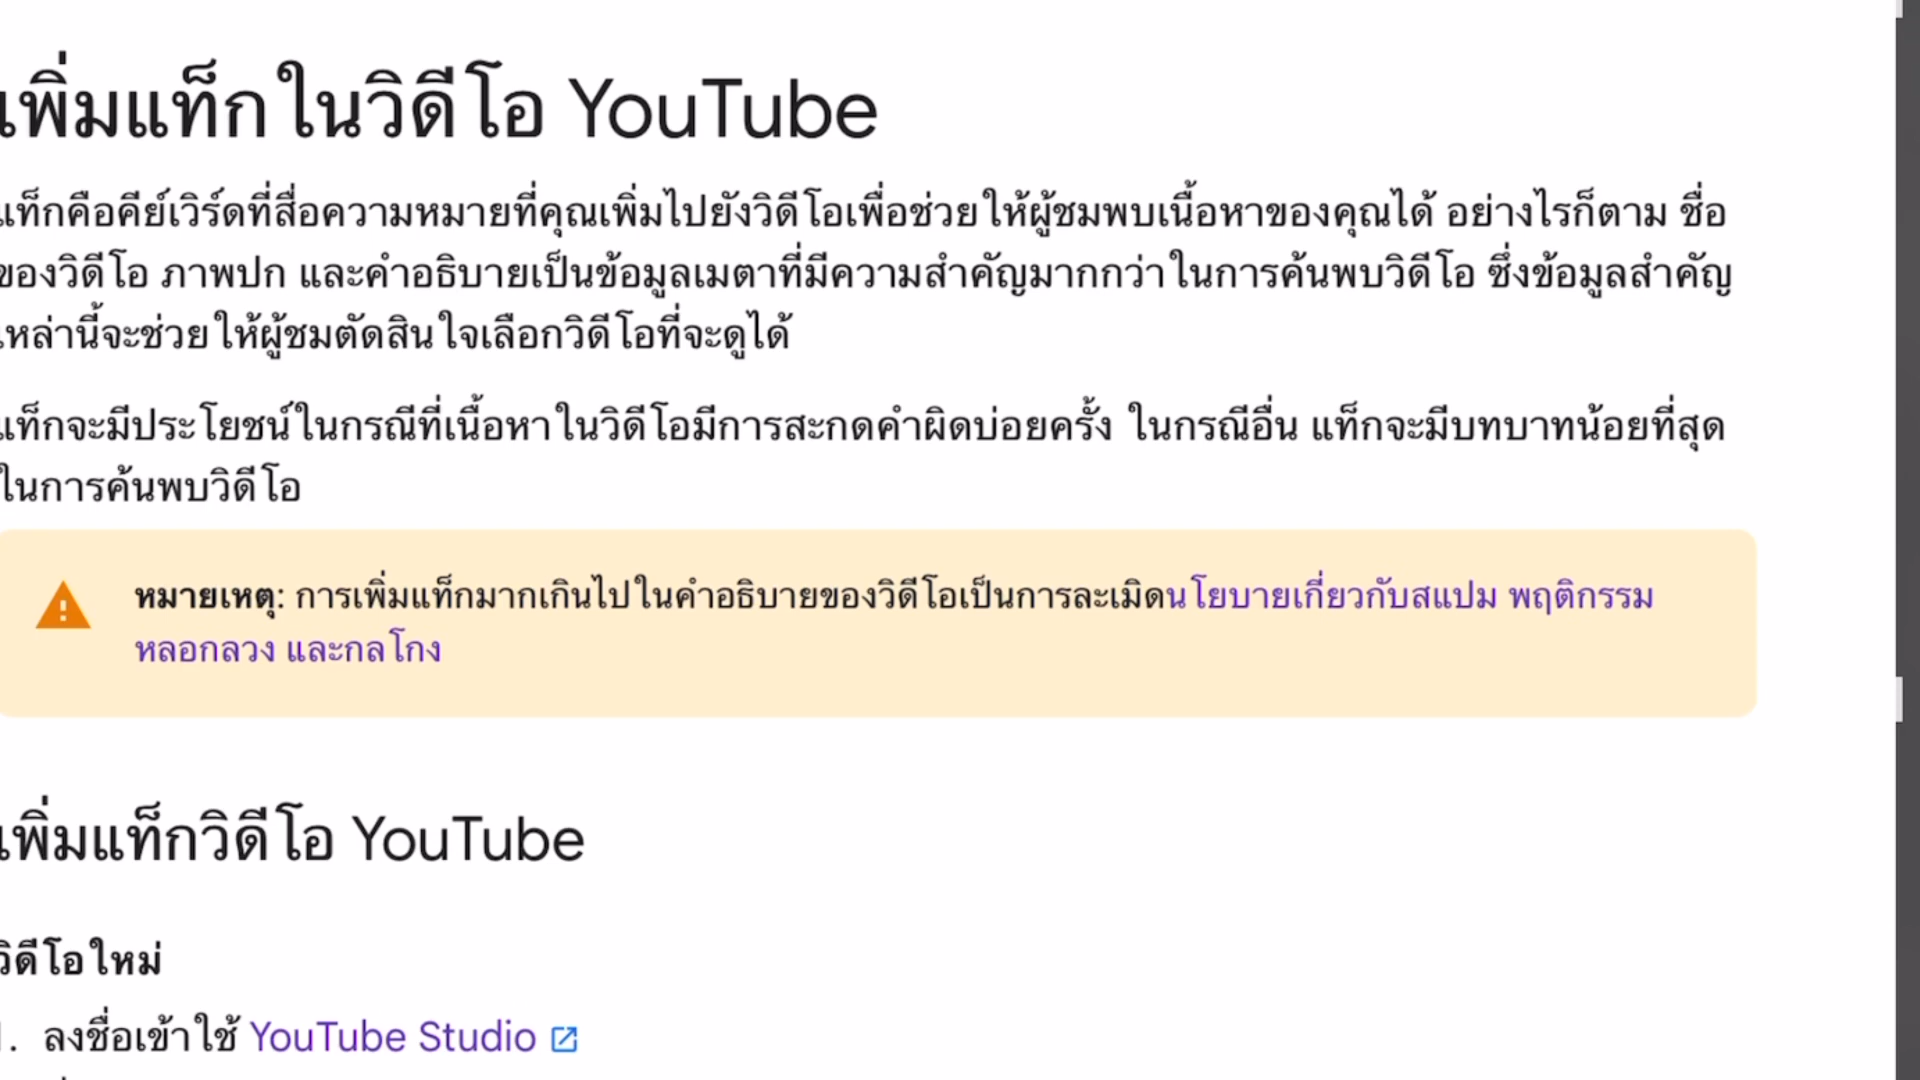 เพิ่มแท็กในวิดีโอ YouTube
แท็กคือคีย์เวิร์ดที่สื่อความหมายที่คุณเพิ่มไปยังวิดีโอเพื่อช่วยให้ผู้ชมพบเนื้อหาของคุณได้ อย่างไรก็ตาม ชื่อ
ของวิดีโอ ภาพปก และคำอธิบายเป็นข้อมูลเมตาที่มีความสำคัญมากกว่าในการค้นพบวิดีโอ ซึ่งข้อมูลสำคัญ
เหล่านี้จะช่วยให้ผู้ชมตัดสินใจเลือกวิดีโอที่จะดูได้
แท็กจะมีประโยชน์ในกรณีที่เนื้อหาในวิดีโอมีการสะกดคำผิดบ่อยครั้ง ในกรณีอื่น แท็กจะมีบทบาทน้อยที่สุด
ในการค้นพบวิดีโอ
หมายเหตุ: การเพิ่มแท็กมากเกินไปในคำอธิบายของวิดีโอเป็นการละเมิดนโยบายเกี่ยวกับสแปม พฤติกรรม
หลอกลวง และกลโกง
เพิ่มแท็กวิดีโอ YouTube
วิดีโอใหม่
1. ลงชื่อเข้าใช้ YouTube Studio